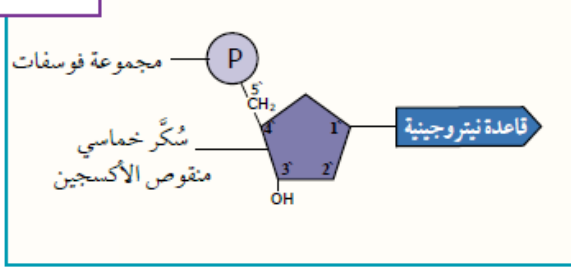 مجموعة فوسفات
P
5`
CH₂
4`
1`
قاعدة نيتروجينية
سُكَّر خماسي
منقوص الأكسجين
3`
2`
OH